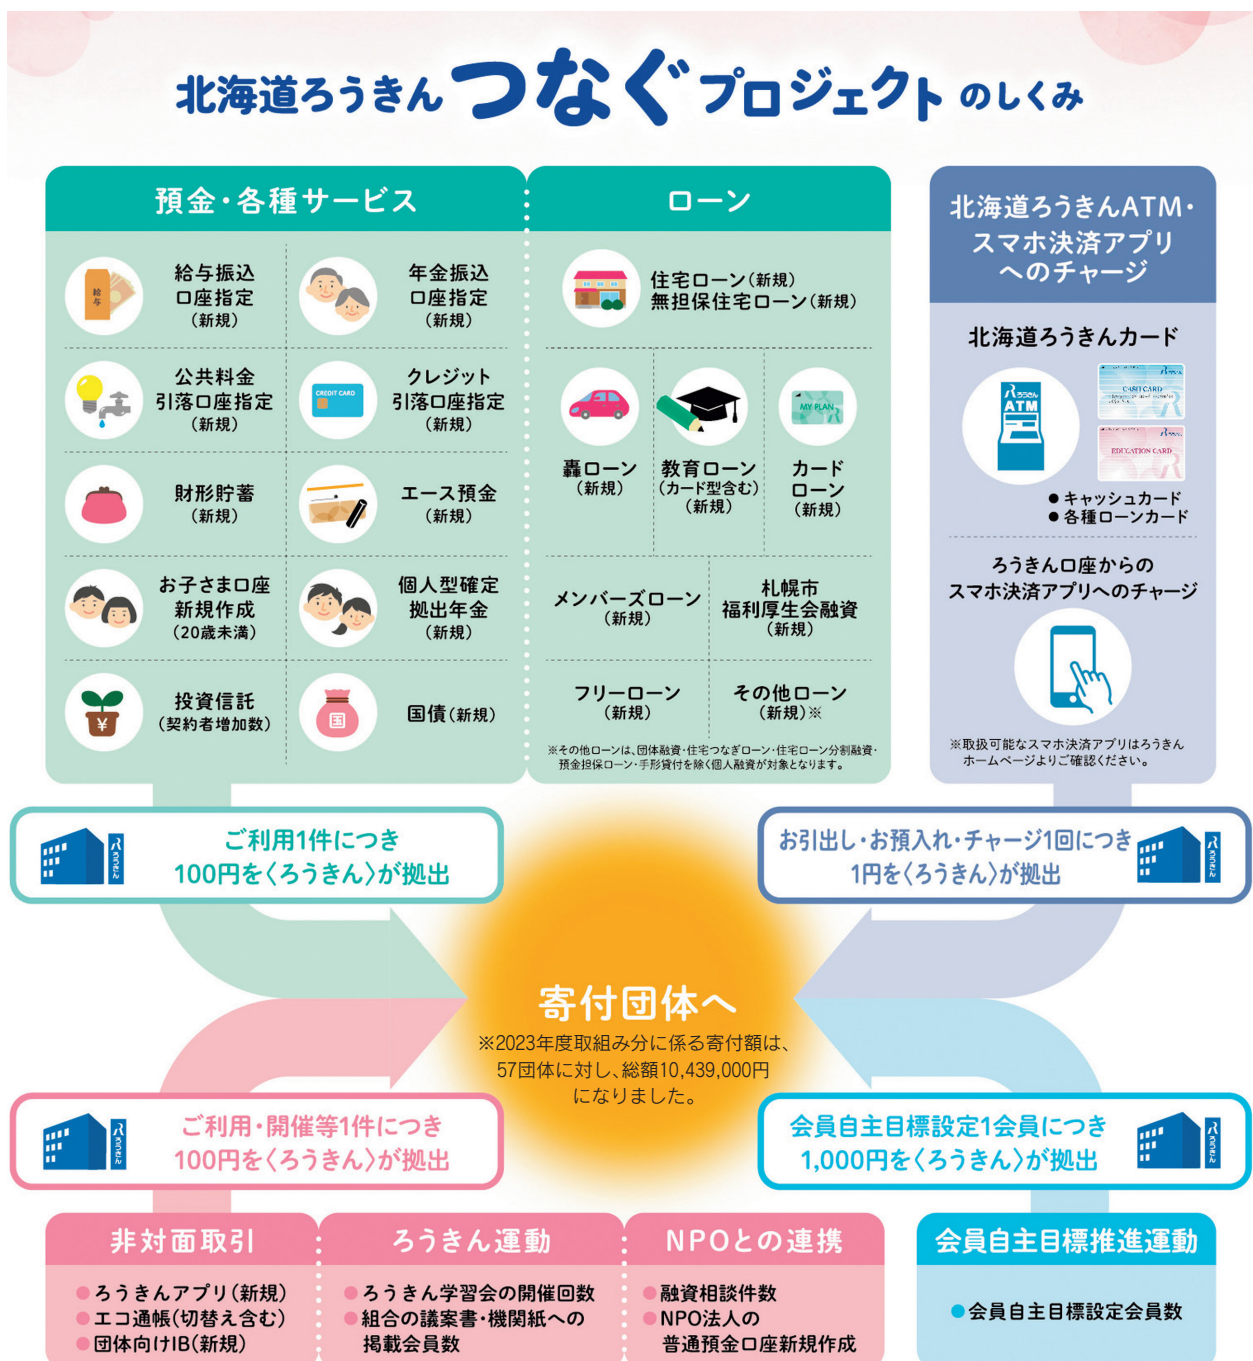 北海道ろうきん つなぐプロジェクト のしくみ
預金・各種サービス
給与
給与振込
口座指定
(新規)
年金振込
口座指定
(新規)
公共料金
引落口座指定
(新規)
CREDIT CARD
クレジット
引落口座指定
(新規)
財形貯蓄
(新規)
エース預金
(新規)
お子さま口座
新規作成
(20歳未満)
個人型確定
拠出年金
(新規)
¥
投資信託
(契約者増加数)
国
国債(新規)
ローン
住宅ローン(新規)
無担保住宅ローン(新規)
轟ローン
(新規)
教育ローン
(カード型含む)
(新規)
MY PLAN
カード
ローン
(新規)
メンバーズローン
(新規)
札幌市
福利厚生会融資
(新規)
フリーローン
(新規)
その他ローン
(新規)※
※その他ローンは、団体融資・住宅つなぎローン・住宅ローン分割融資・
預金担保ローン・手形貸付を除く個人融資が対象となります。
北海道ろうきんATM・
スマホ決済アプリ
へのチャージ
北海道ろうきんカード
ろうきん
ATM
CASH CARD
EDUCATION CARD
●キャッシュカード
●各種ローンカード
ろうきん口座からの
スマホ決済アプリへのチャージ
※取扱可能なスマホ決済アプリはろうきん
ホームページよりご確認ください。
ろうきん
ご利用1件につき
100円を〈ろうきん〉が拠出
お引出し・お預入れ・チャージ1回につき
1円を〈ろうきん〉が拠出
ろうきん
寄付団体へ
※2023年度取組み分に係る寄付額は、
57団体に対し、総額10,439,000円
になりました。
ろうきん
ご利用・開催等1件につき
100円を〈ろうきん〉が拠出
会員自主目標設定1会員につき
1,000円を〈ろうきん〉が拠出
ろうきん
非対面取引
●ろうきんアプリ(新規)
●エコ通帳(切替え含む)
●団体向けIB(新規)
ろうきん運動
●ろうきん学習会の開催回数
●組合の議案書・機関紙への
掲載会員数
NPOとの連携
●融資相談件数
●NPO法人の
普通預金口座新規作成
会員自主目標推進運動
●会員自主目標設定会員数